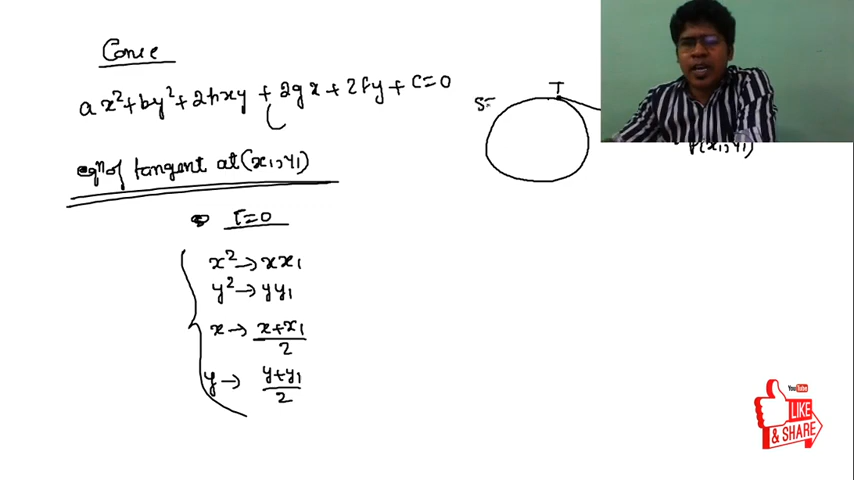 Conic
ax²+by²+2hxy+2gx+2fy+c=0
eqⁿ of tangent at (x₁,y₁)
T=0
x²→xx₁
y²→yy₁
x→ x+x₁/2
y→ y+y₁/2
S=
T
P(x₁,y₁)
YouTube
LIKE
& SHARE